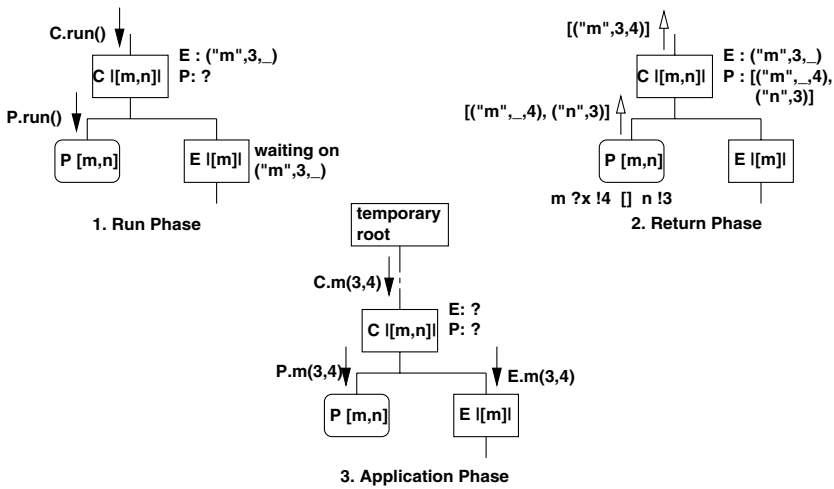 C.run()
C |[m,n]|
E : ("m",3,_)
P: ?
P.run()
P [m,n]
E |[m]|
waiting on
("m",3,_)
1. Run Phase
[("m",3,4)]
C |[m,n]|
E : ("m",3,_)
P : [("m",_,4),
("n",3)]
[("m",_,4), ("n",3)]
P [m,n]
E |[m]|
m ?x !4 [] n !3
2. Return Phase
temporary
root
C.m(3,4)
C |[m,n]|
E: ?
P: ?
P.m(3,4)
E.m(3,4)
P [m,n]
E |[m]|
3. Application Phase